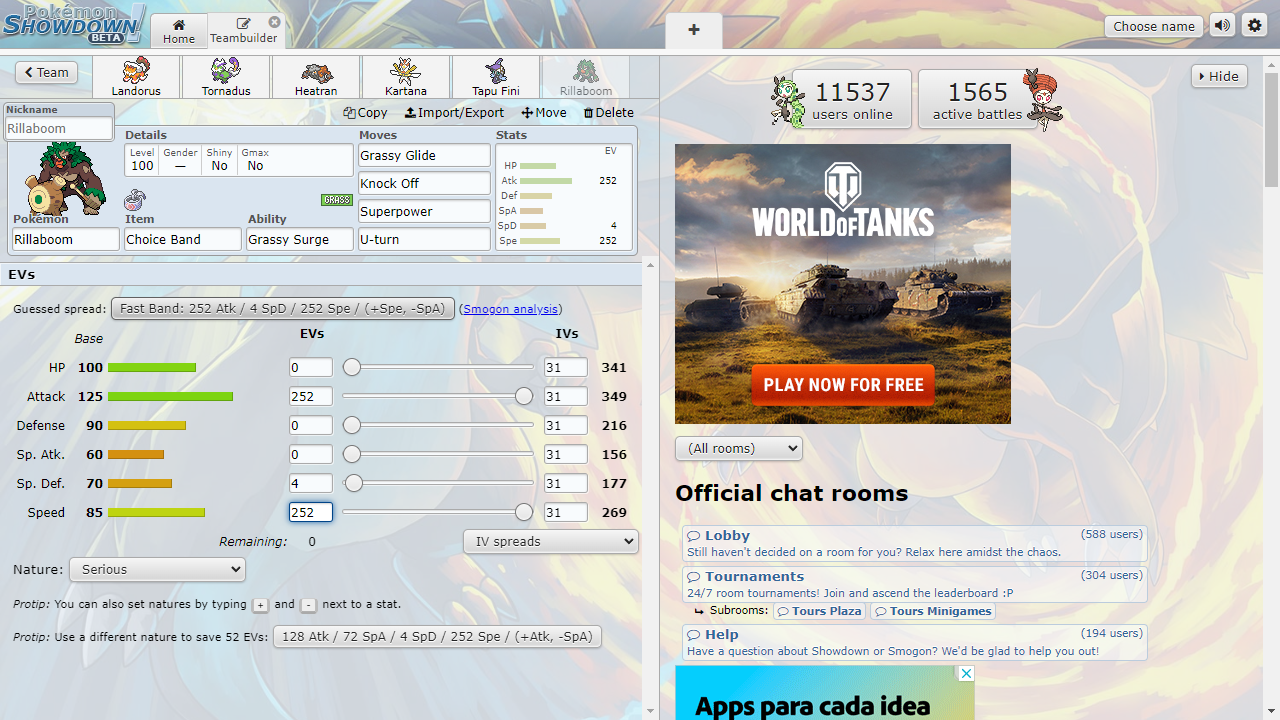 Pokémon
SHOWDOWN!
BETA
Home
Teambuilder
+
Choose name
Team
Landorus
Tornadus
Heatran
Kartana
Tapu Fini
Rillaboom
Nickname
Rillaboom
Copy
Import/Export
Move
Delete
Details
Level
100
Gender
—
Shiny
No
Gmax
No
GRASS
Pokémon
Rillaboom
Item
Choice Band
Ability
Grassy Surge
Moves
Grassy Glide
Knock Off
Superpower
U-turn
Stats
EV
HP
Atk 252
Def
SpA
SpD 4
Spe 252
EVs
Guessed spread: Fast Band: 252 Atk / 4 SpD / 252 Spe / (+Spe, -SpA) (Smogon analysis)
Base EVs IVs
HP 100 0 31 341
Attack 125 252 31 349
Defense 90 0 31 216
Sp. Atk. 60 0 31 156
Sp. Def. 70 4 31 177
Speed 85 252 31 269
Remaining: 0 IV spreads
Nature: Serious
Protip: You can also set natures by typing + and - next to a stat.
Protip: Use a different nature to save 52 EVs: 128 Atk / 72 SpA / 4 SpD / 252 Spe / (+Atk, -SpA)
11537
users online
1565
active battles
Hide
WORLD OF TANKS
PLAY NOW FOR FREE
(All rooms)
Official chat rooms
Lobby (588 users)
Still haven't decided on a room for you? Relax here amidst the chaos.
Tournaments (304 users)
24/7 room tournaments! Join and ascend the leaderboard :P
Subrooms: Tours Plaza Tours Minigames
Help (194 users)
Have a question about Showdown or Smogon? We'd be glad to help you out!
Apps para cada idea